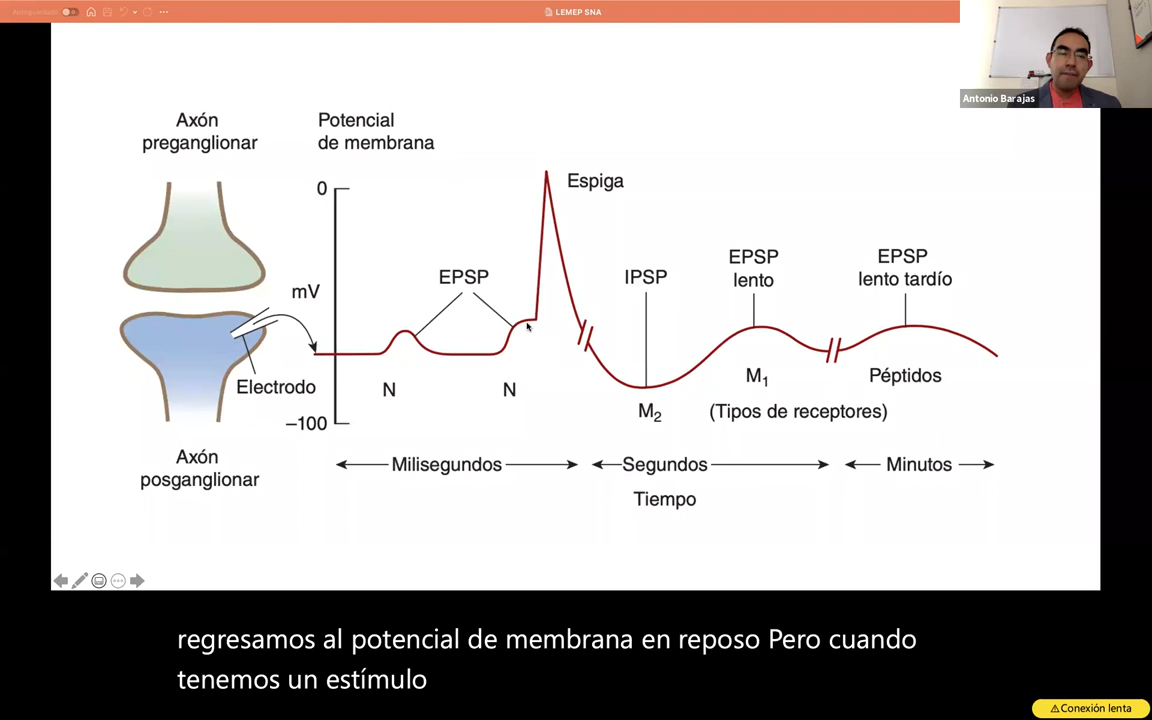 Autoguardado
LEMEP SNA
Antonio Barajas
Axón
preganglionar
Potencial
de membrana
0
Espiga
EPSP
IPSP
EPSP
lento
EPSP
lento tardío
mV
Electrodo
N
N
M₂
M₁
(Tipos de receptores)
Péptidos
–100
Axón
posganglionar
Milisegundos
Segundos
Minutos
Tiempo
regresamos al potencial de membrana en reposo Pero cuando
tenemos un estímulo
⚠Conexión lenta